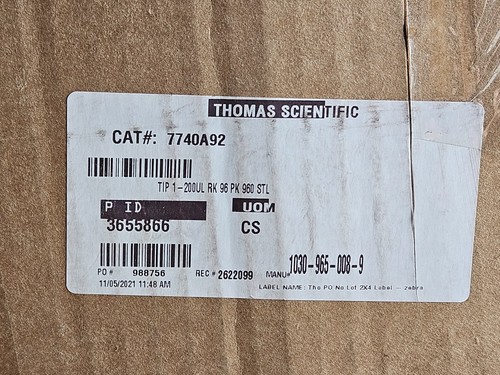 THOMAS SCIENTIFIC
CAT#: 7740A92
TIP 1-200UL RK 96 PK 960 STL
P ID UOM
3655866 CS
PO # 988756 REC # 2622099 MANU# 1030-965-008-9
11/05/2021 11:48 AM LABEL NAME: Tho PO No Lot 2X4 Label - zebra